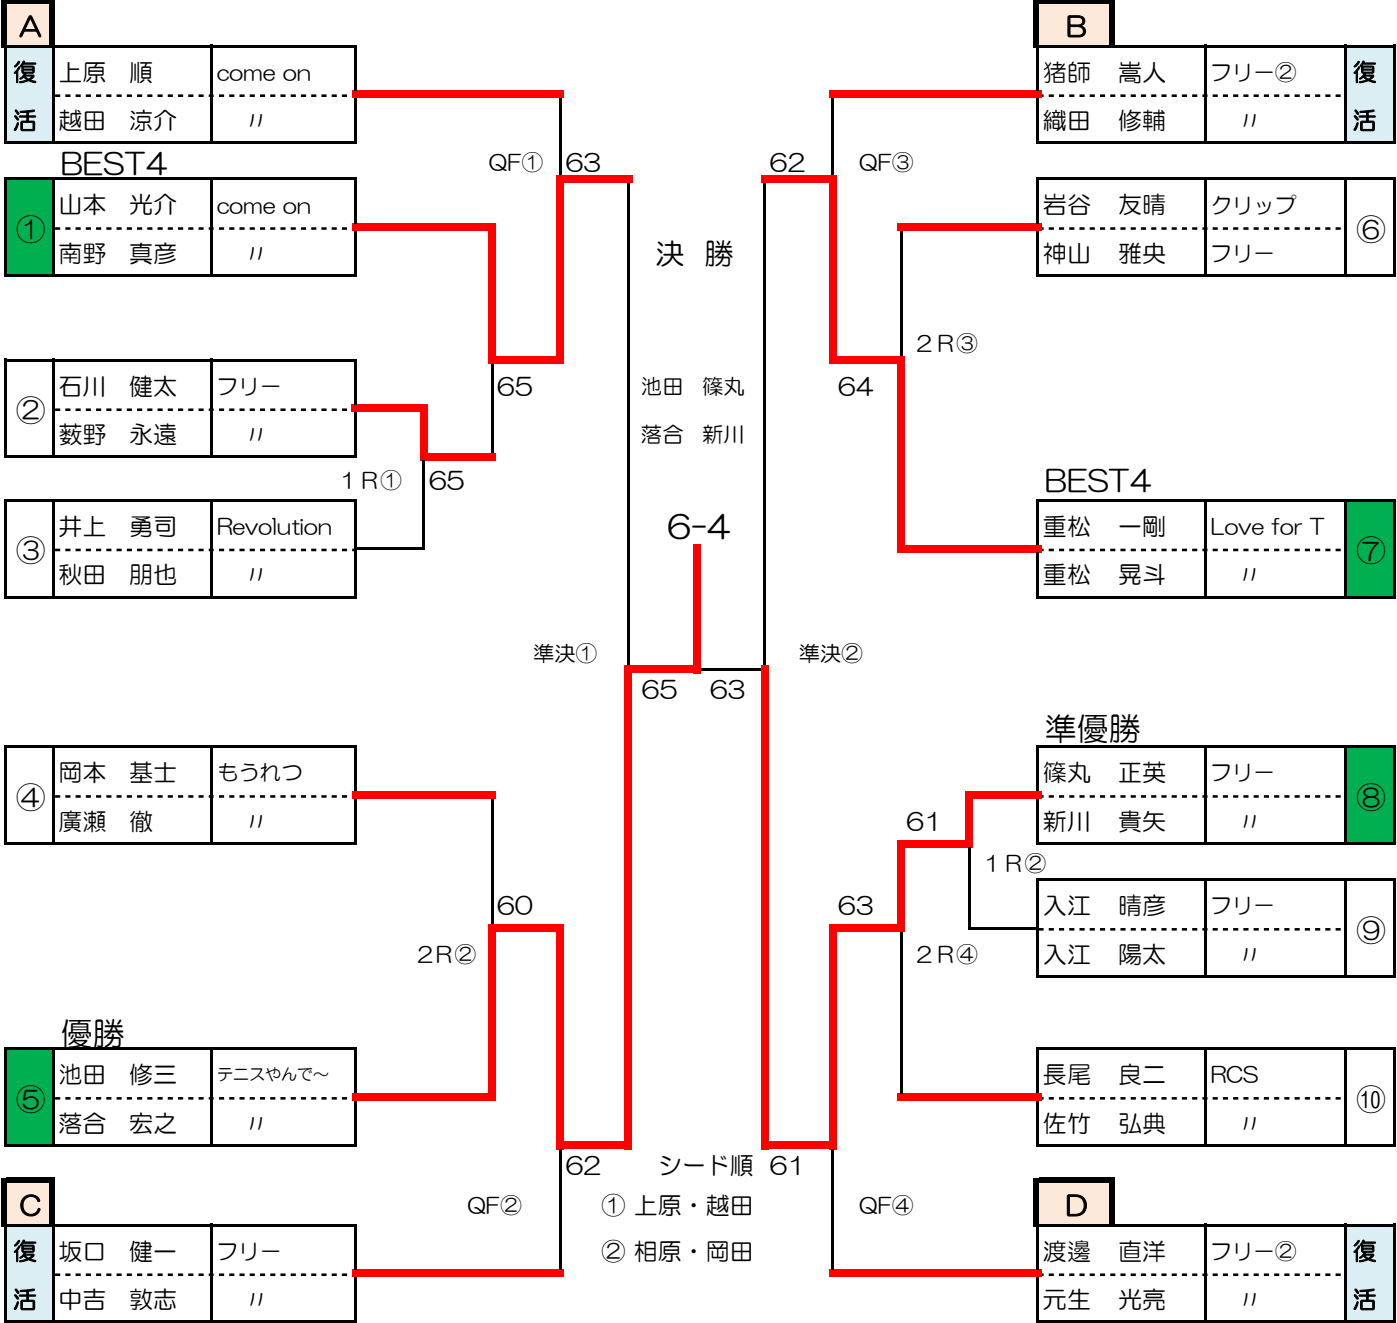 A
復 上原 順 come on
活 越田 涼介 〃
BEST4
① 山本 光介 come on
南野 真彦 〃
② 石川 健太 フリー
薮野 永遠 〃
1R① 65
③ 井上 勇司 Revolution
秋田 朋也 〃
65
QF① 63
④ 岡本 基士 もうれつ
廣瀬 徹 〃
60
2R②
優勝
⑤ 池田 修三 テニスやんで～
落合 宏之 〃
62
QF②
C
復 坂口 健一 フリー
活 中吉 敦志 〃
決 勝
池田 篠丸
落合 新川
6-4
準決① 準決②
65 63
シード順
① 上原・越田
② 相原・岡田
B
猪師 嵩人 フリー② 復
織田 修輔 〃 活
62 QF③
岩谷 友晴 クリップ ⑥
神山 雅央 フリー
2R③
64
BEST4
重松 一剛 Love for T ⑦
重松 晃斗 〃
準優勝
篠丸 正英 フリー ⑧
新川 貴矢 〃
61
1R②
入江 晴彦 フリー ⑨
入江 陽太 〃
63
2R④
長尾 良二 RCS ⑩
佐竹 弘典 〃
61
QF④
D
渡邊 直洋 フリー② 復
元生 光亮 〃 活